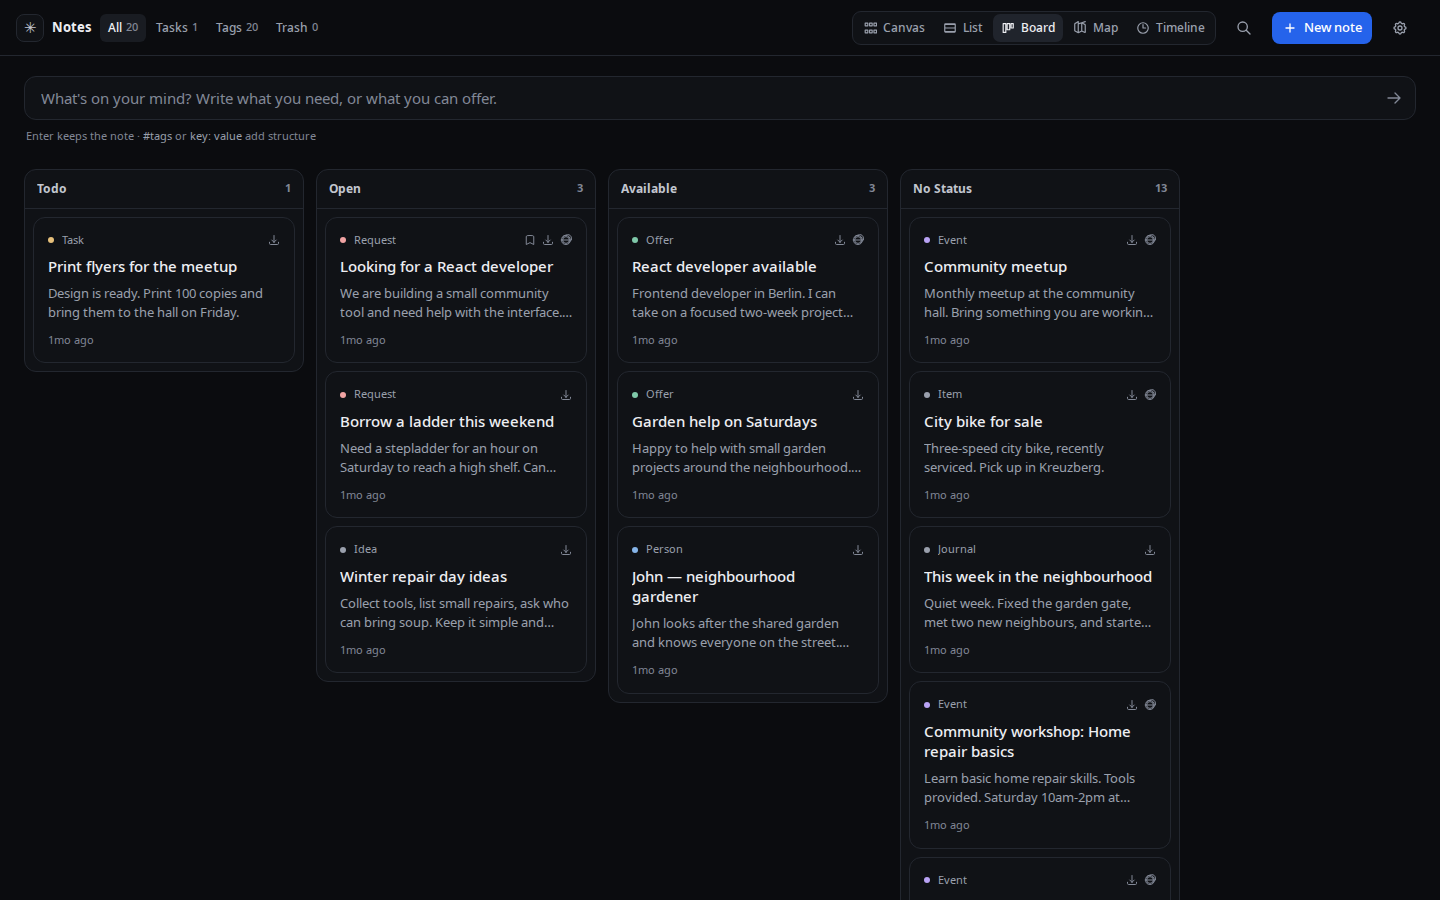 Notes
All 20
Tasks 1
Tags 20
Trash 0
Canvas
List
Board
Map
Timeline
New note
What's on your mind? Write what you need, or what you can offer.
Enter keeps the note · #tags or key: value add structure
Todo 1
Task
Print flyers for the meetup
Design is ready. Print 100 copies and
bring them to the hall on Friday.
1mo ago
Open 3
Request
Looking for a React developer
We are building a small community
tool and need help with the interface....
1mo ago
Request
Borrow a ladder this weekend
Need a stepladder for an hour on
Saturday to reach a high shelf. Can...
1mo ago
Idea
Winter repair day ideas
Collect tools, list small repairs, ask who
can bring soup. Keep it simple and...
1mo ago
Available 3
Offer
React developer available
Frontend developer in Berlin. I can
take on a focused two-week project...
1mo ago
Offer
Garden help on Saturdays
Happy to help with small garden
projects around the neighbourhood....
1mo ago
Person
John — neighbourhood
gardener
John looks after the shared garden
and knows everyone on the street....
1mo ago
No Status 13
Event
Community meetup
Monthly meetup at the community
hall. Bring something you are workin...
1mo ago
Item
City bike for sale
Three-speed city bike, recently
serviced. Pick up in Kreuzberg.
1mo ago
Journal
This week in the neighbourhood
Quiet week. Fixed the garden gate,
met two new neighbours, and starte...
1mo ago
Event
Community workshop: Home
repair basics
Learn basic home repair skills. Tools
provided. Saturday 10am-2pm at...
1mo ago
Event